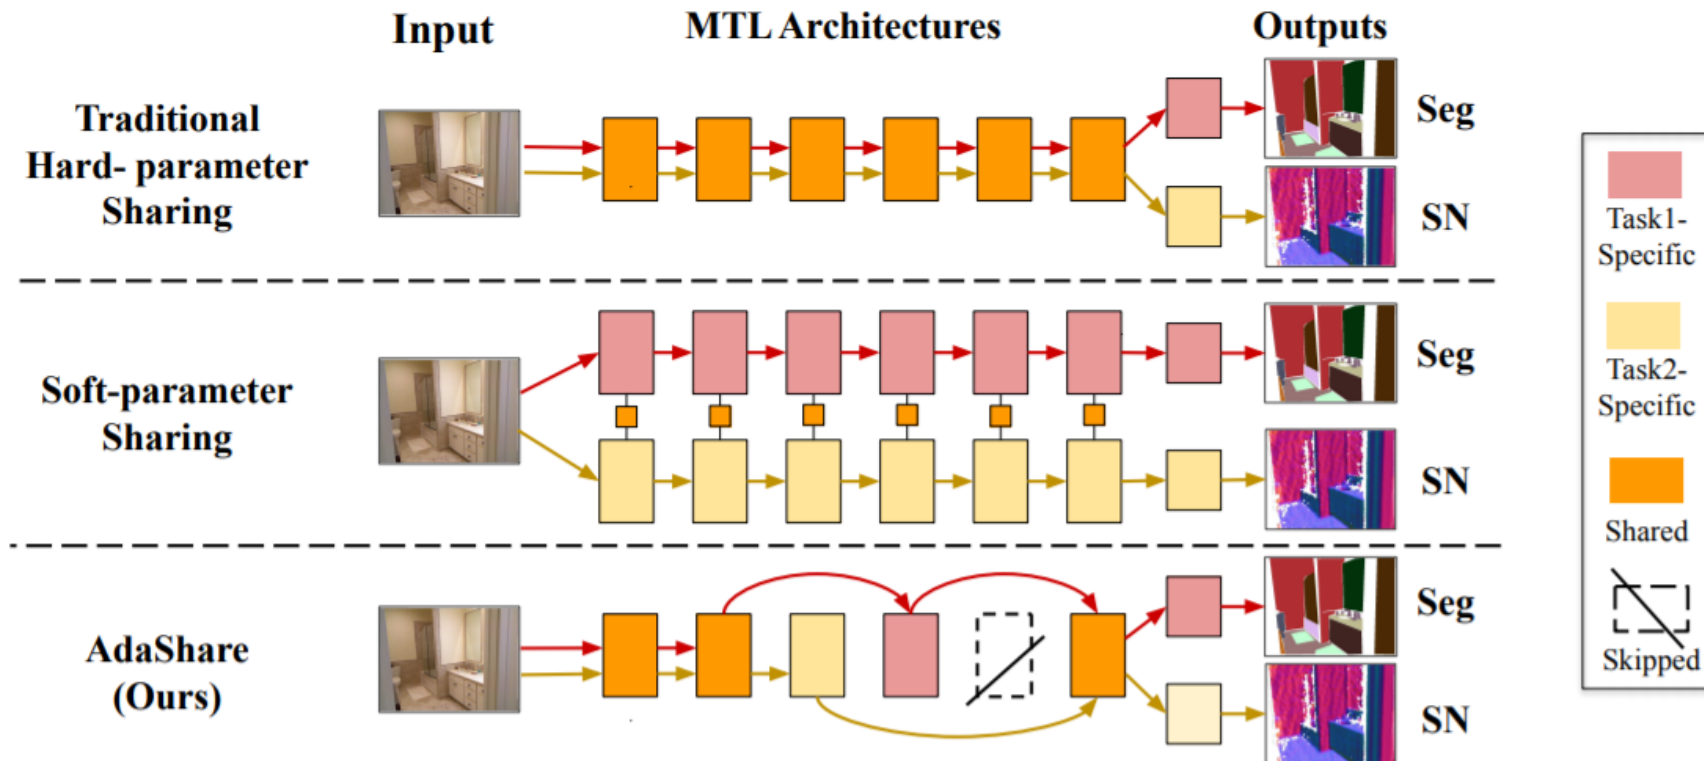 Input
MTL Architectures
Outputs
Traditional
Hard- parameter
Sharing
Seg
SN
Soft-parameter
Sharing
Seg
SN
AdaShare
(Ours)
Seg
SN
Task1-
Specific
Task2-
Specific
Shared
Skipped